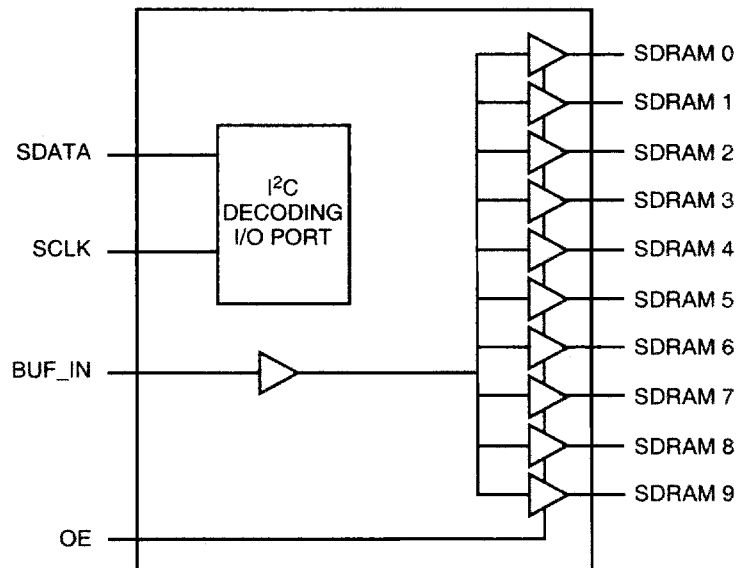 SDRAM 0
SDRAM 1
SDATA
SDRAM 2
I²C
DECODING
I/O PORT
SDRAM 3
SCLK
SDRAM 4
SDRAM 5
SDRAM 6
BUF_IN
SDRAM 7
SDRAM 8
SDRAM 9
OE